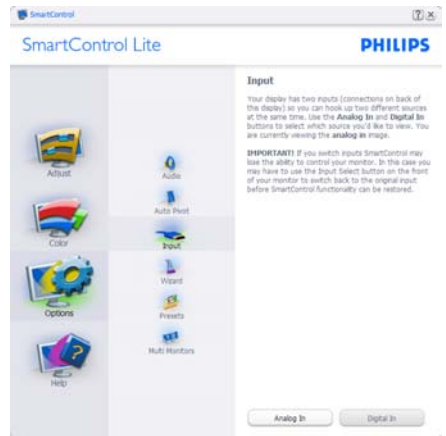 SmartControl
SmartControl Lite
PHILIPS
Adjust
Color
Options
Help
Audio
Auto Pivot
Input
Wizard
Presets
Multi Monitors
Input
Your display has two inputs (connections on back of
the display) so you can hook up two different sources
at the same time. Use the Analog In and Digital In
buttons to select which source you'd like to view. You
are currently viewing the analog in image.
IMPORTANT! If you switch inputs SmartControl may
lose the ability to control your monitor. In this case you
may have to use the Input Select button on the front
of your monitor to switch back to the original input
before SmartControl functionality can be restored.
Analog In
Digital In